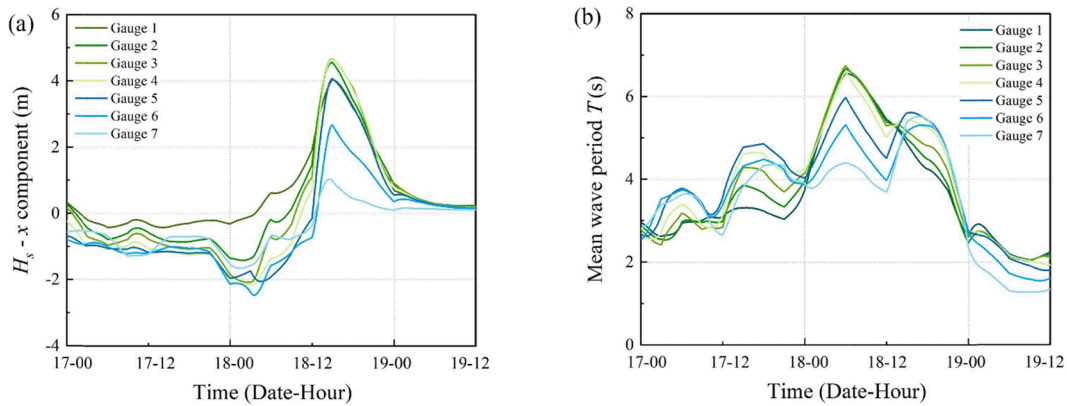 (a)
6
4
2
0
-2
-4
Hs - x component (m)
Gauge 1
Gauge 2
Gauge 3
Gauge 4
Gauge 5
Gauge 6
Gauge 7
17-00 17-12 18-00 18-12 19-00 19-12
Time (Date-Hour)
(b)
8
6
4
2
0
Mean wave period T (s)
Gauge 1
Gauge 2
Gauge 3
Gauge 4
Gauge 5
Gauge 6
Gauge 7
17-00 17-12 18-00 18-12 19-00 19-12
Time (Date-Hour)